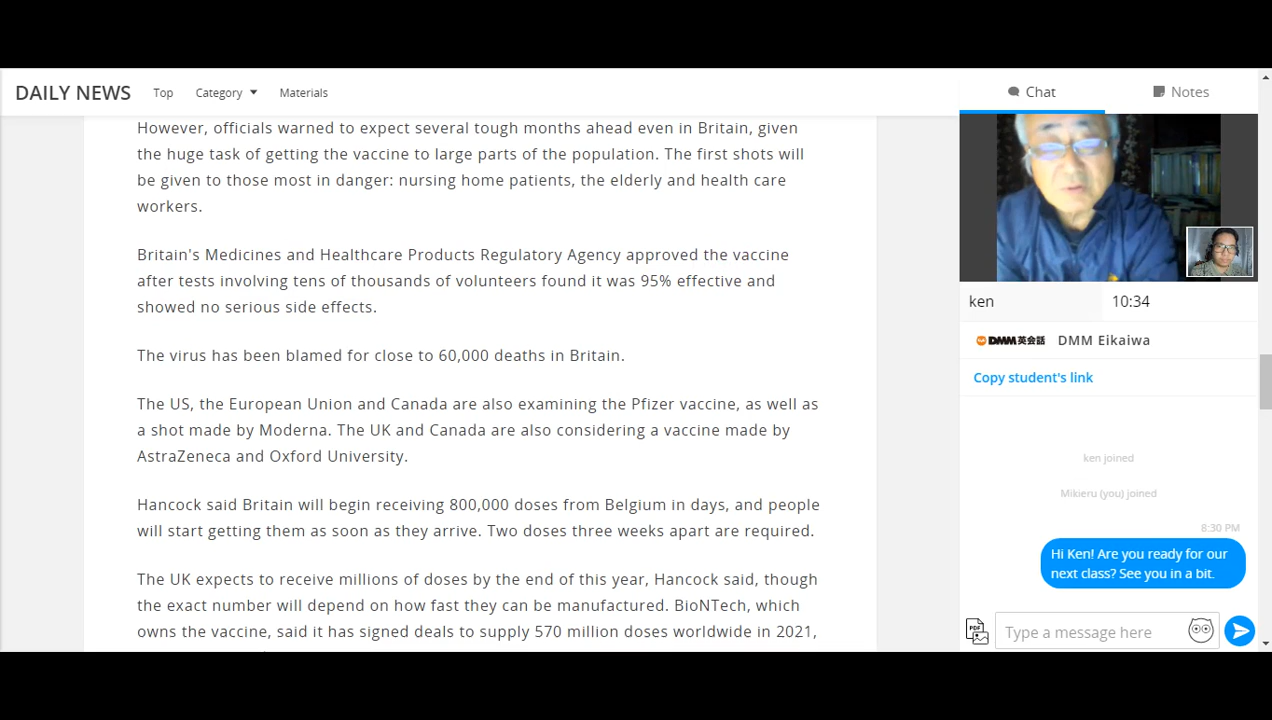 DAILY NEWS
Top
Category
Materials
However, officials warned to expect several tough months ahead even in Britain, given
the huge task of getting the vaccine to large parts of the population. The first shots will
be given to those most in danger: nursing home patients, the elderly and health care
workers.
Britain's Medicines and Healthcare Products Regulatory Agency approved the vaccine
after tests involving tens of thousands of volunteers found it was 95% effective and
showed no serious side effects.
The virus has been blamed for close to 60,000 deaths in Britain.
The US, the European Union and Canada are also examining the Pfizer vaccine, as well as
a shot made by Moderna. The UK and Canada are also considering a vaccine made by
AstraZeneca and Oxford University.
Hancock said Britain will begin receiving 800,000 doses from Belgium in days, and people
will start getting them as soon as they arrive. Two doses three weeks apart are required.
The UK expects to receive millions of doses by the end of this year, Hancock said, though
the exact number will depend on how fast they can be manufactured. BioNTech, which
owns the vaccine, said it has signed deals to supply 570 million doses worldwide in 2021,
Chat
Notes
ken
10:34
DMM英会話 DMM Eikaiwa
Copy student's link
ken joined
Mikieru (you) joined
8:30 PM
Hi Ken! Are you ready for our
next class? See you in a bit.
PDF
Type a message here